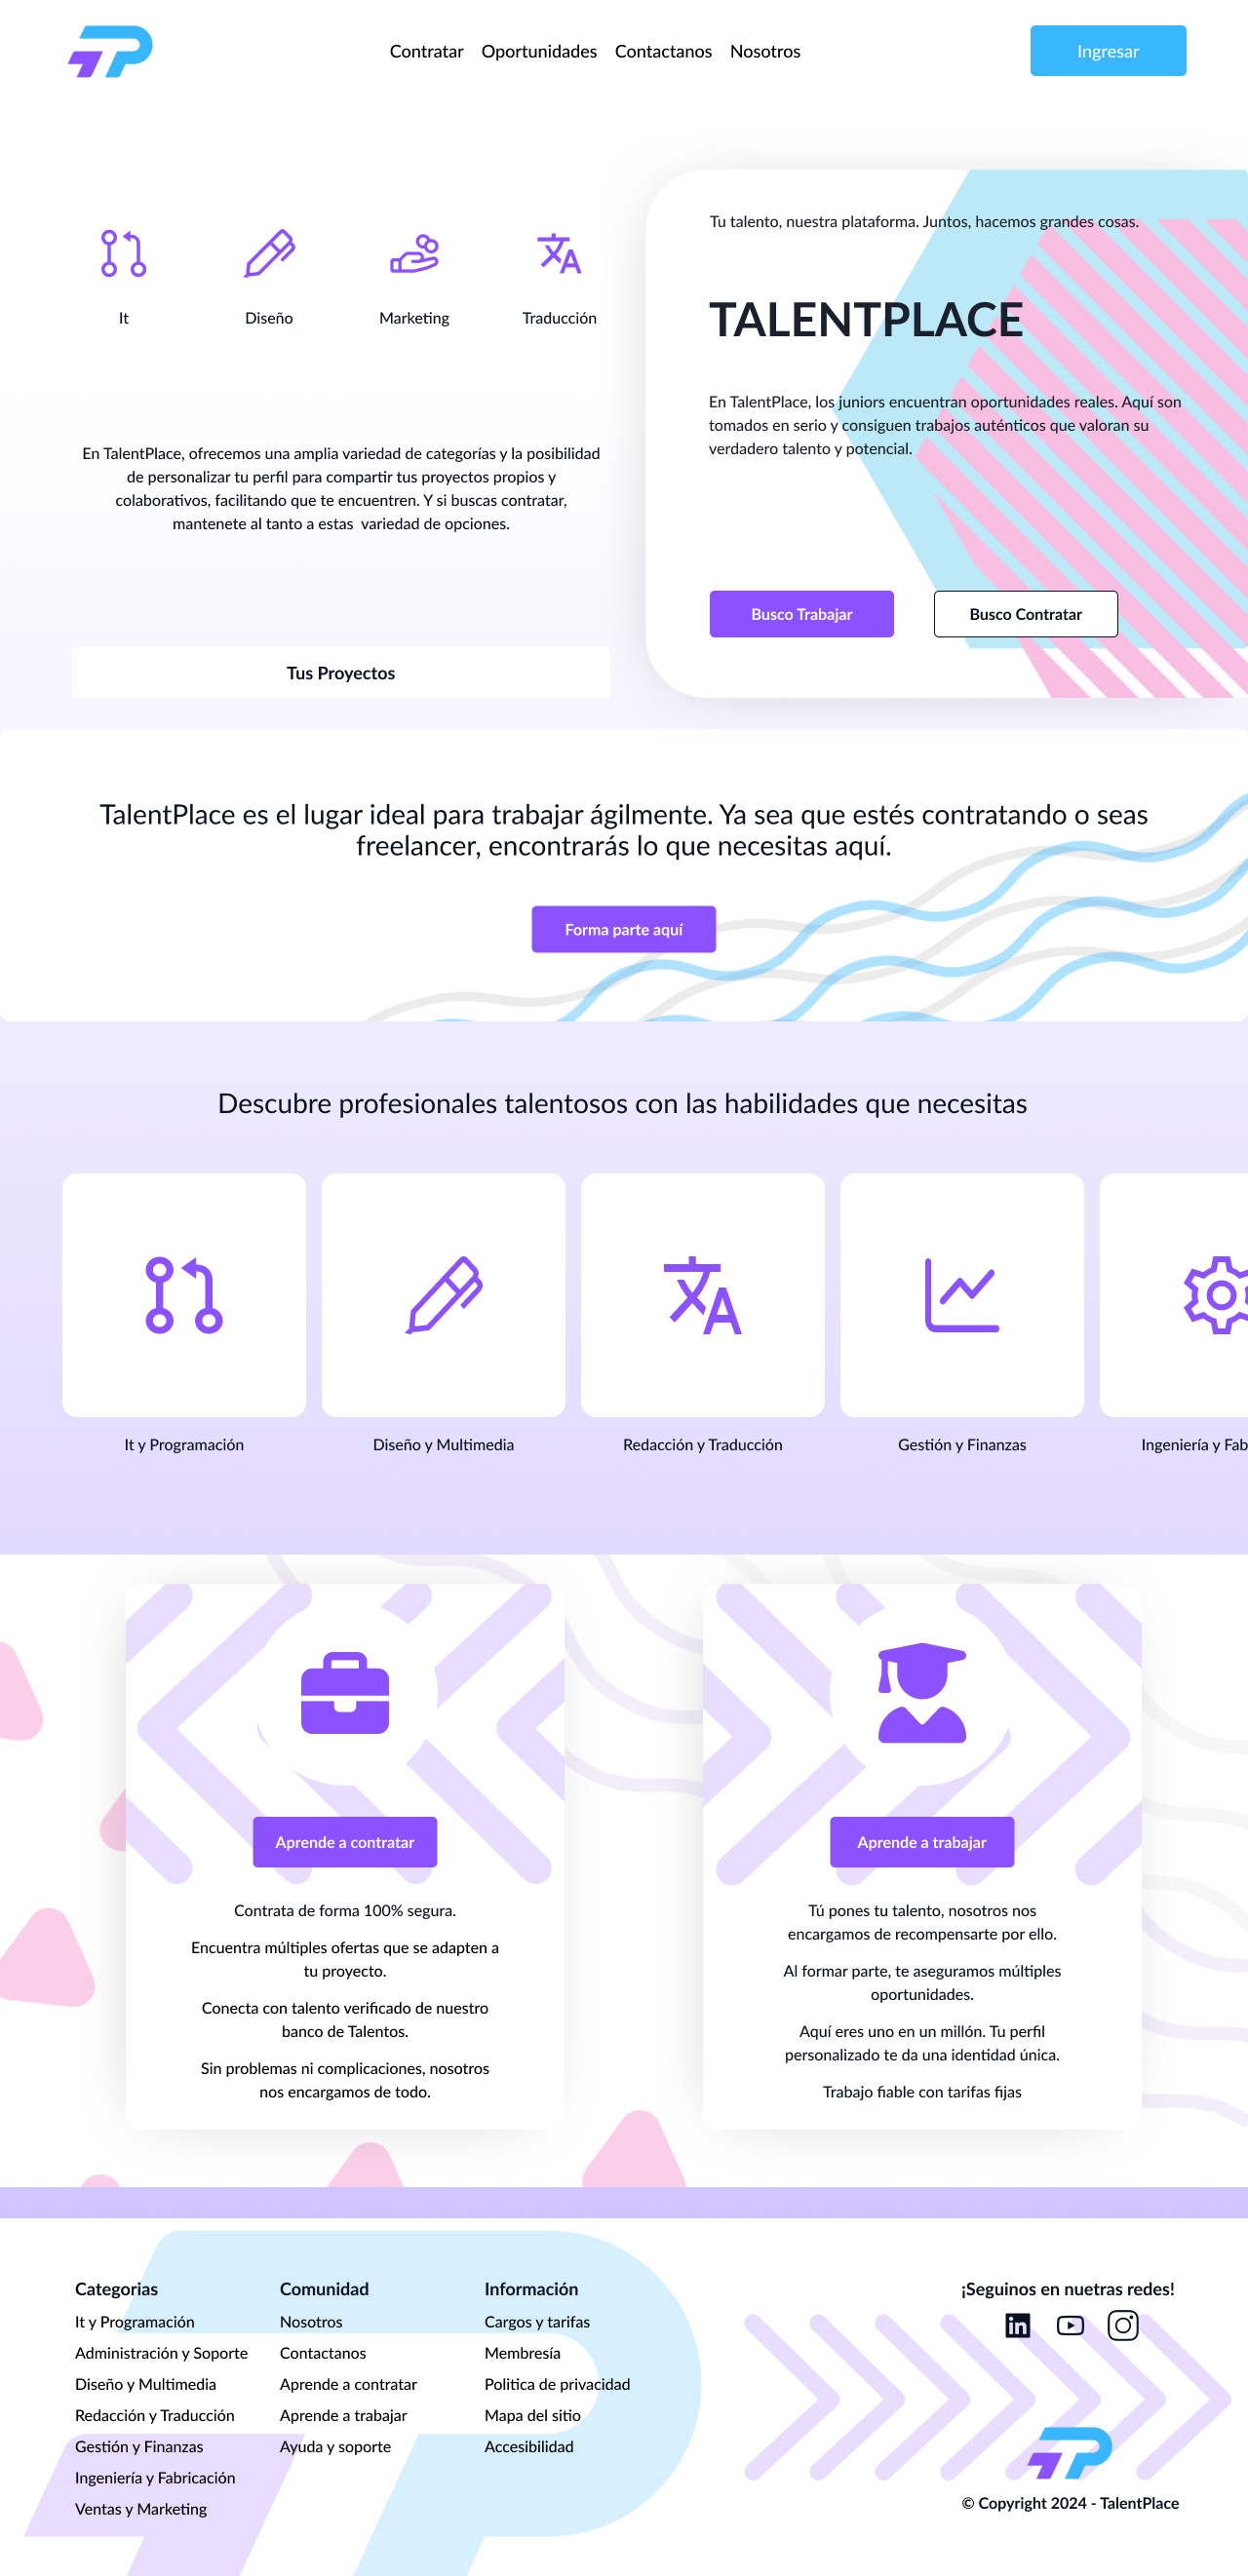 Contratar Oportunidades Contactanos Nosotros
Ingresar
It
Diseño
Marketing
Traducción
En TalentPlace, ofrecemos una amplia variedad de categorías y la posibilidad
de personalizar tu perfil para compartir tus proyectos propios y
colaborativos, facilitando que te encuentren. Y si buscas contratar,
mantenete al tanto a estas variedad de opciones.
Tus Proyectos
Tu talento, nuestra plataforma. Juntos, hacemos grandes cosas.
TALENTPLACE
En TalentPlace, los juniors encuentran oportunidades reales. Aquí son
tomados en serio y consiguen trabajos auténticos que valoran su
verdadero talento y potencial.
Busco Trabajar
Busco Contratar
TalentPlace es el lugar ideal para trabajar ágilmente. Ya sea que estés contratando o seas
freelancer, encontrarás lo que necesitas aquí.
Forma parte aquí
Descubre profesionales talentosos con las habilidades que necesitas
It y Programación
Diseño y Multimedia
Redacción y Traducción
Gestión y Finanzas
Ingeniería y Fab
Aprende a contratar
Contrata de forma 100% segura.
Encuentra múltiples ofertas que se adapten a
tu proyecto.
Conecta con talento verificado de nuestro
banco de Talentos.
Sin problemas ni complicaciones, nosotros
nos encargamos de todo.
Aprende a trabajar
Tú pones tu talento, nosotros nos
encargamos de recompensarte por ello.
Al formar parte, te aseguramos múltiples
oportunidades.
Aquí eres uno en un millón. Tu perfil
personalizado te da una identidad única.
Trabajo fiable con tarifas fijas
Categorias
It y Programación
Administración y Soporte
Diseño y Multimedia
Redacción y Traducción
Gestión y Finanzas
Ingeniería y Fabricación
Ventas y Marketing
Comunidad
Nosotros
Contactanos
Aprende a contratar
Aprende a trabajar
Ayuda y soporte
Información
Cargos y tarifas
Membresía
Politica de privacidad
Mapa del sitio
Accesibilidad
¡Seguinos en nuetras redes!
© Copyright 2024 - TalentPlace